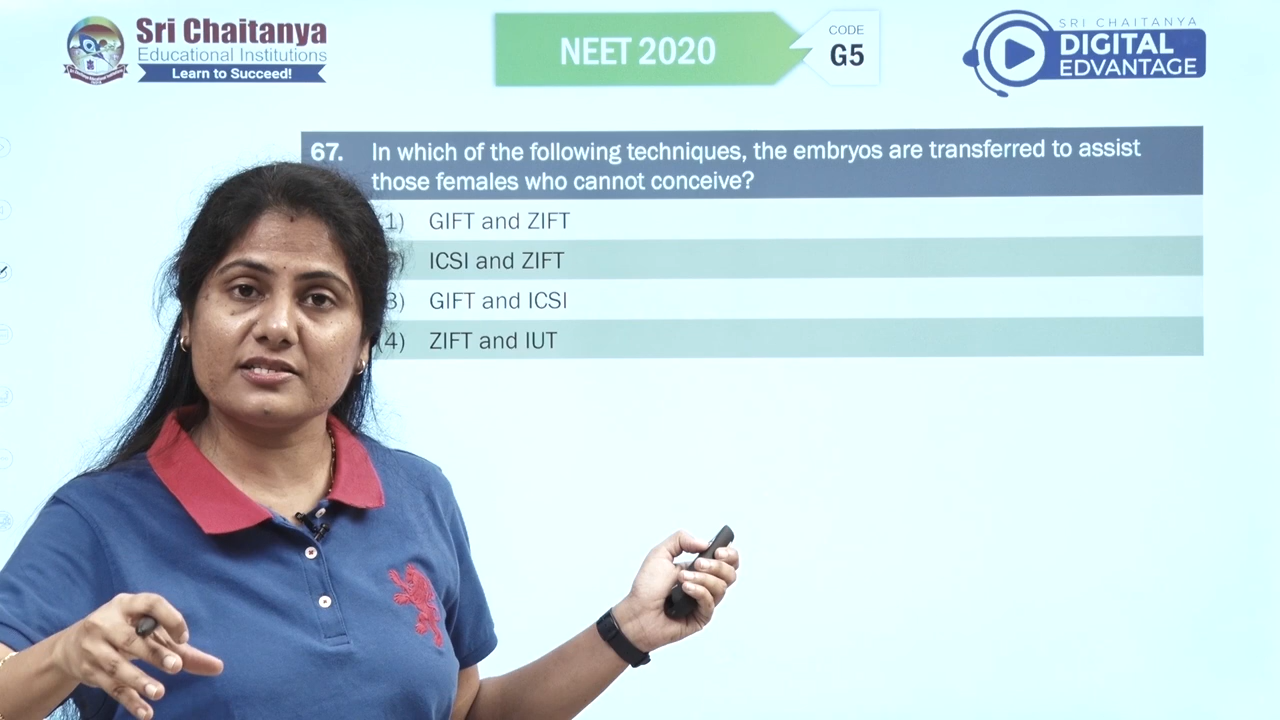 Sri Chaitanya
Educational Institutions
Learn to Succeed!
NEET 2020
CODE
G5
SRI CHAITANYA
DIGITAL
EDVANTAGE
67. In which of the following techniques, the embryos are transferred to assist
those females who cannot conceive?
1) GIFT and ZIFT
ICSI and ZIFT
3) GIFT and ICSI
(4) ZIFT and IUT